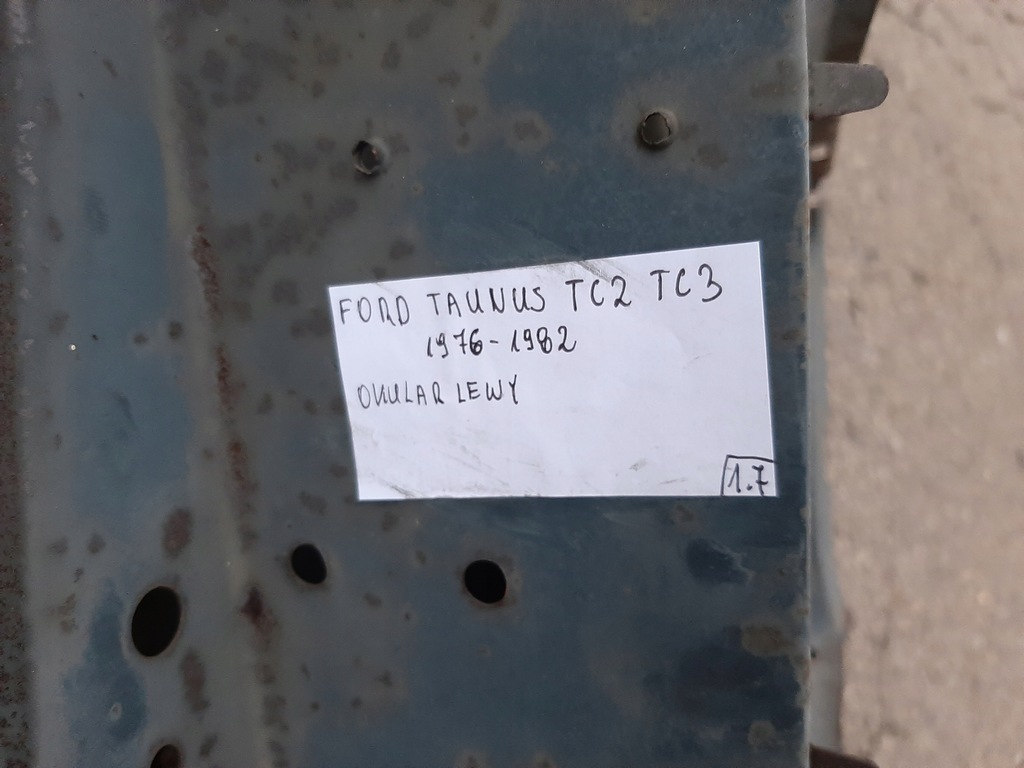 FORD TAUNUS TC2 TC3
1976-1982
OKULAR LEWY
1.7